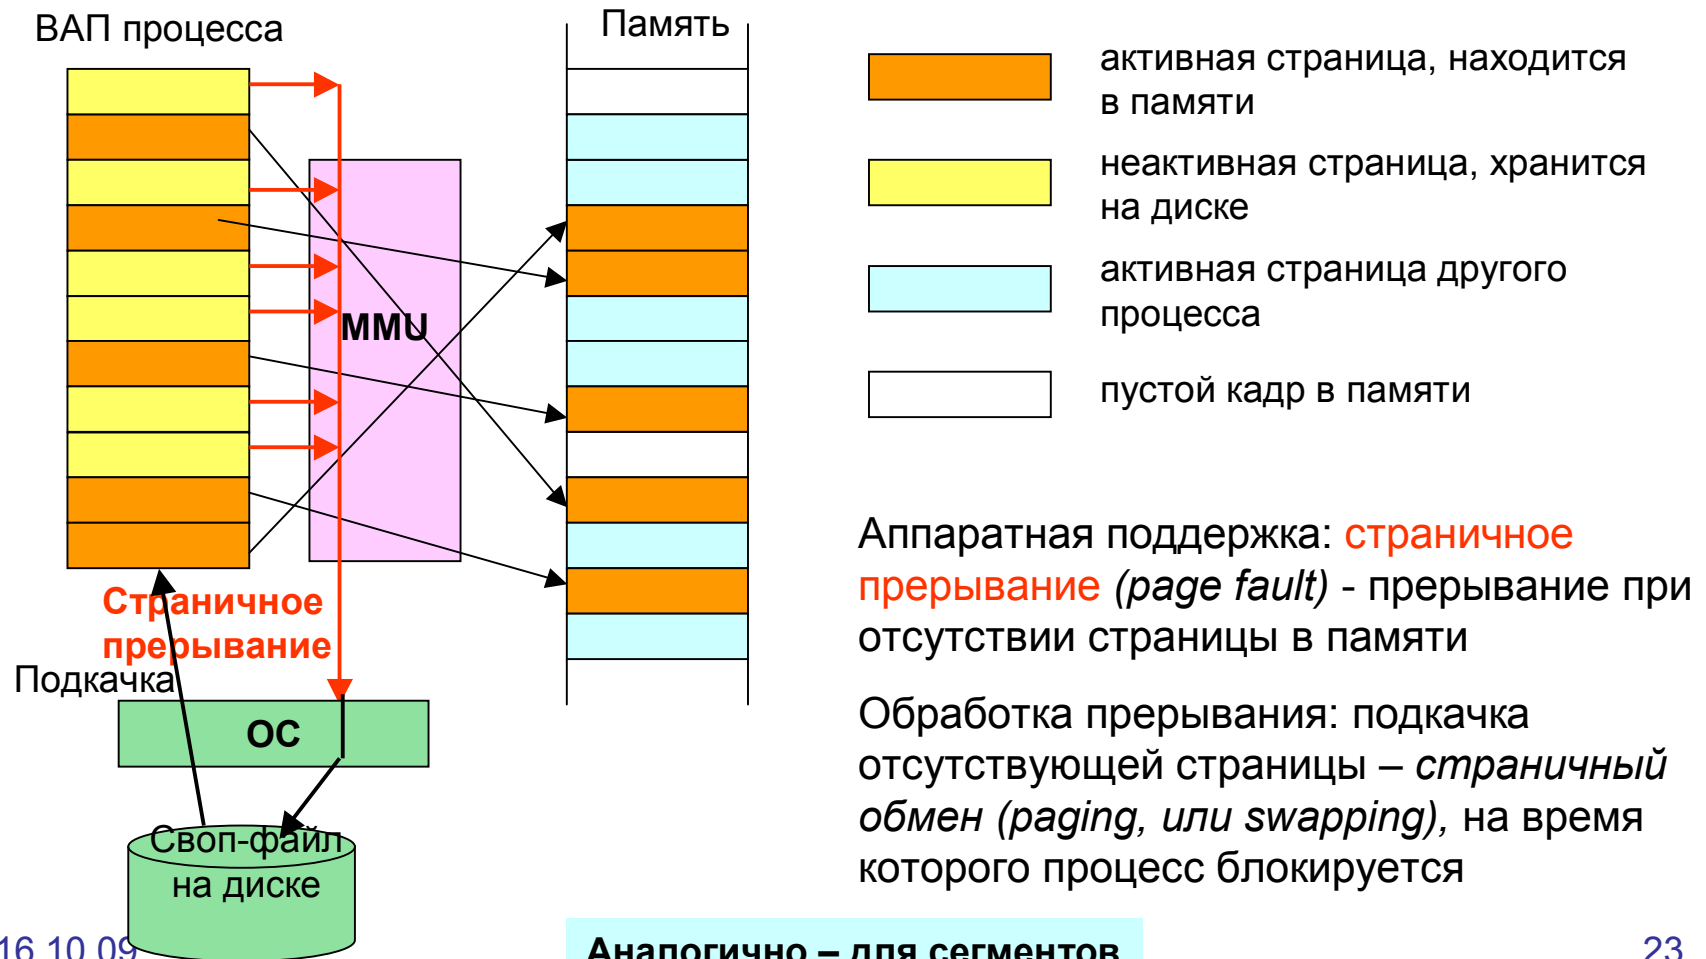 ВАП процесса
Память
MMU
Страничное
прерывание
Подкачка
ОС
Своп-файл
на диске
активная страница, находится
в памяти
неактивная страница, хранится
на диске
активная страница другого
процесса
пустой кадр в памяти
Аппаратная поддержка: страничное
прерывание (page fault) - прерывание при
отсутствии страницы в памяти
Обработка прерывания: подкачка
отсутствующей страницы – страничный
обмен (paging, или swapping), на время
которого процесс блокируется
16.10.09
Аналогично – для сегментов
23